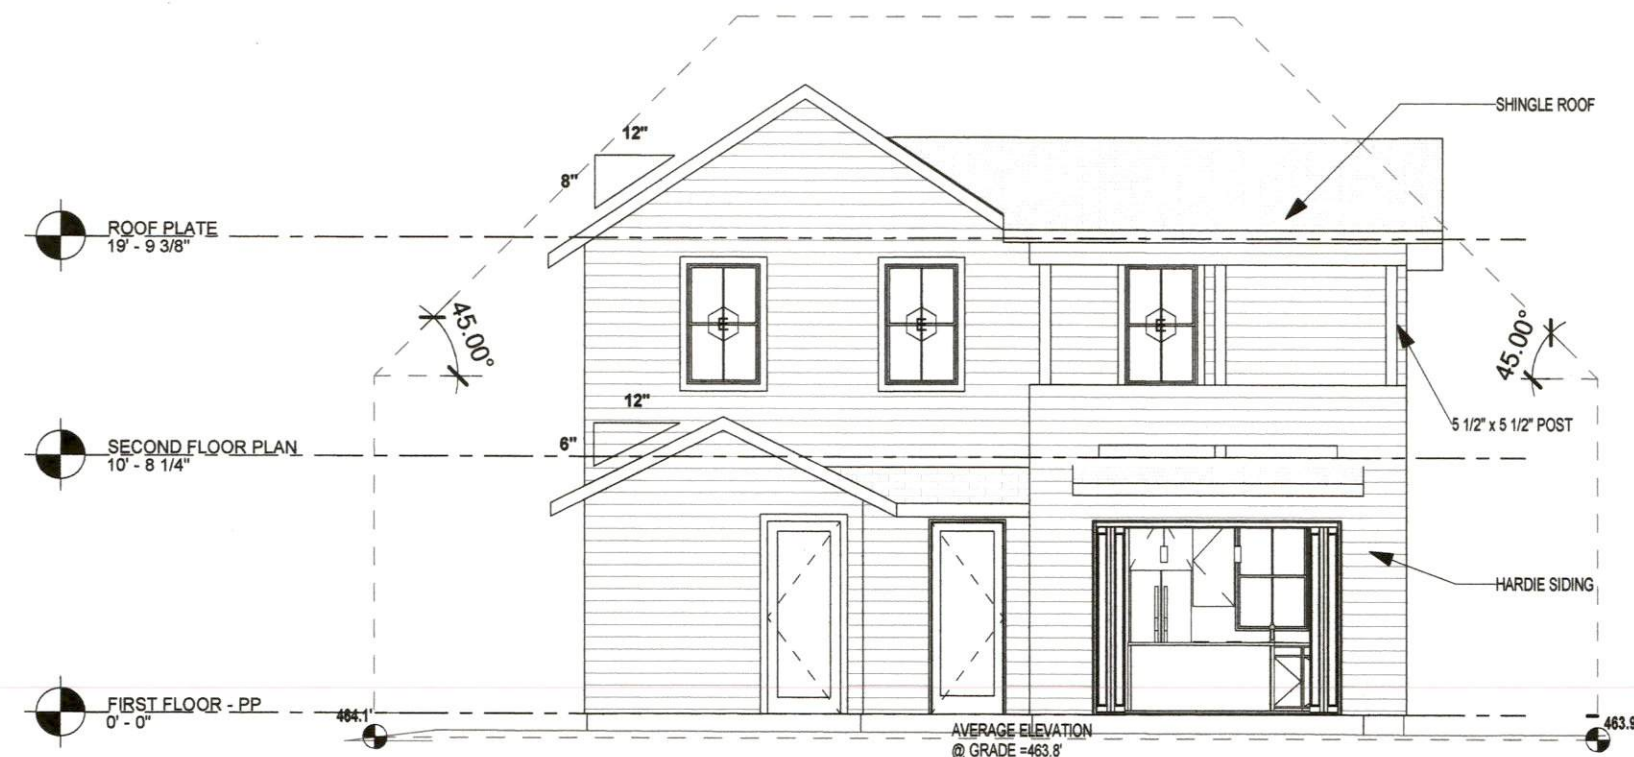 SHINGLE ROOF
12"
8"
ROOF PLATE
19' - 9 3/8"
45.00°
45.00°
12"
5 1/2" x 5 1/2" POST
6"
SECOND FLOOR PLAN
10' - 8 1/4"
E
E
E
HARDIE SIDING
FIRST FLOOR - PP
0' - 0"
464.1'
AVERAGE ELEVATION
@ GRADE =463.8'
463.9